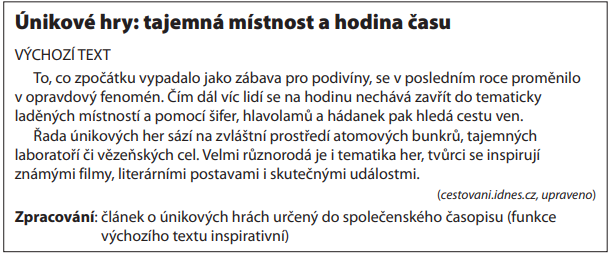 Únikové hry: tajemná místnost a hodina času
VÝCHOZÍ TEXT
To, co zpočátku vypadalo jako zábava pro podivíny, se v posledním roce proměnilo
v opravdový fenomén. Čím dál víc lidí se na hodinu nechává zavřít do tematicky
laděných místností a pomocí šifer, hlavolamů a hádanek pak hledá cestu ven.
Řada únikových her sází na zvláštní prostředí atomových bunkrů, tajemných
laboratoří či vězeňských cel. Velmi různorodá je i tematika her, tvůrci se inspirují
známými filmy, literárními postavami i skutečnými událostmi.
(cestovani.idnes.cz, upraveno)
Zpracování: článek o únikových hrách určený do společenského časopisu (funkce
výchozího textu inspirativní)